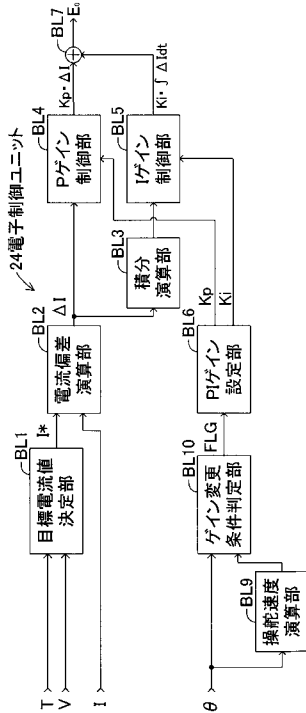 24電子制御ユニット
T
V
I
θ
BL1
目標電流値
決定部
I*
BL2
電流偏差
演算部
ΔI
BL3
積分
演算部
BL4
Pゲイン
制御部
Kp・ΔI
BL5
Iゲイン
制御部
Ki・∫ΔIdt
BL7
E₀
BL9
操舵速度
演算部
BL10
ゲイン変更
条件判定部
FLG
BL6
PIゲイン
設定部
Kp
Ki